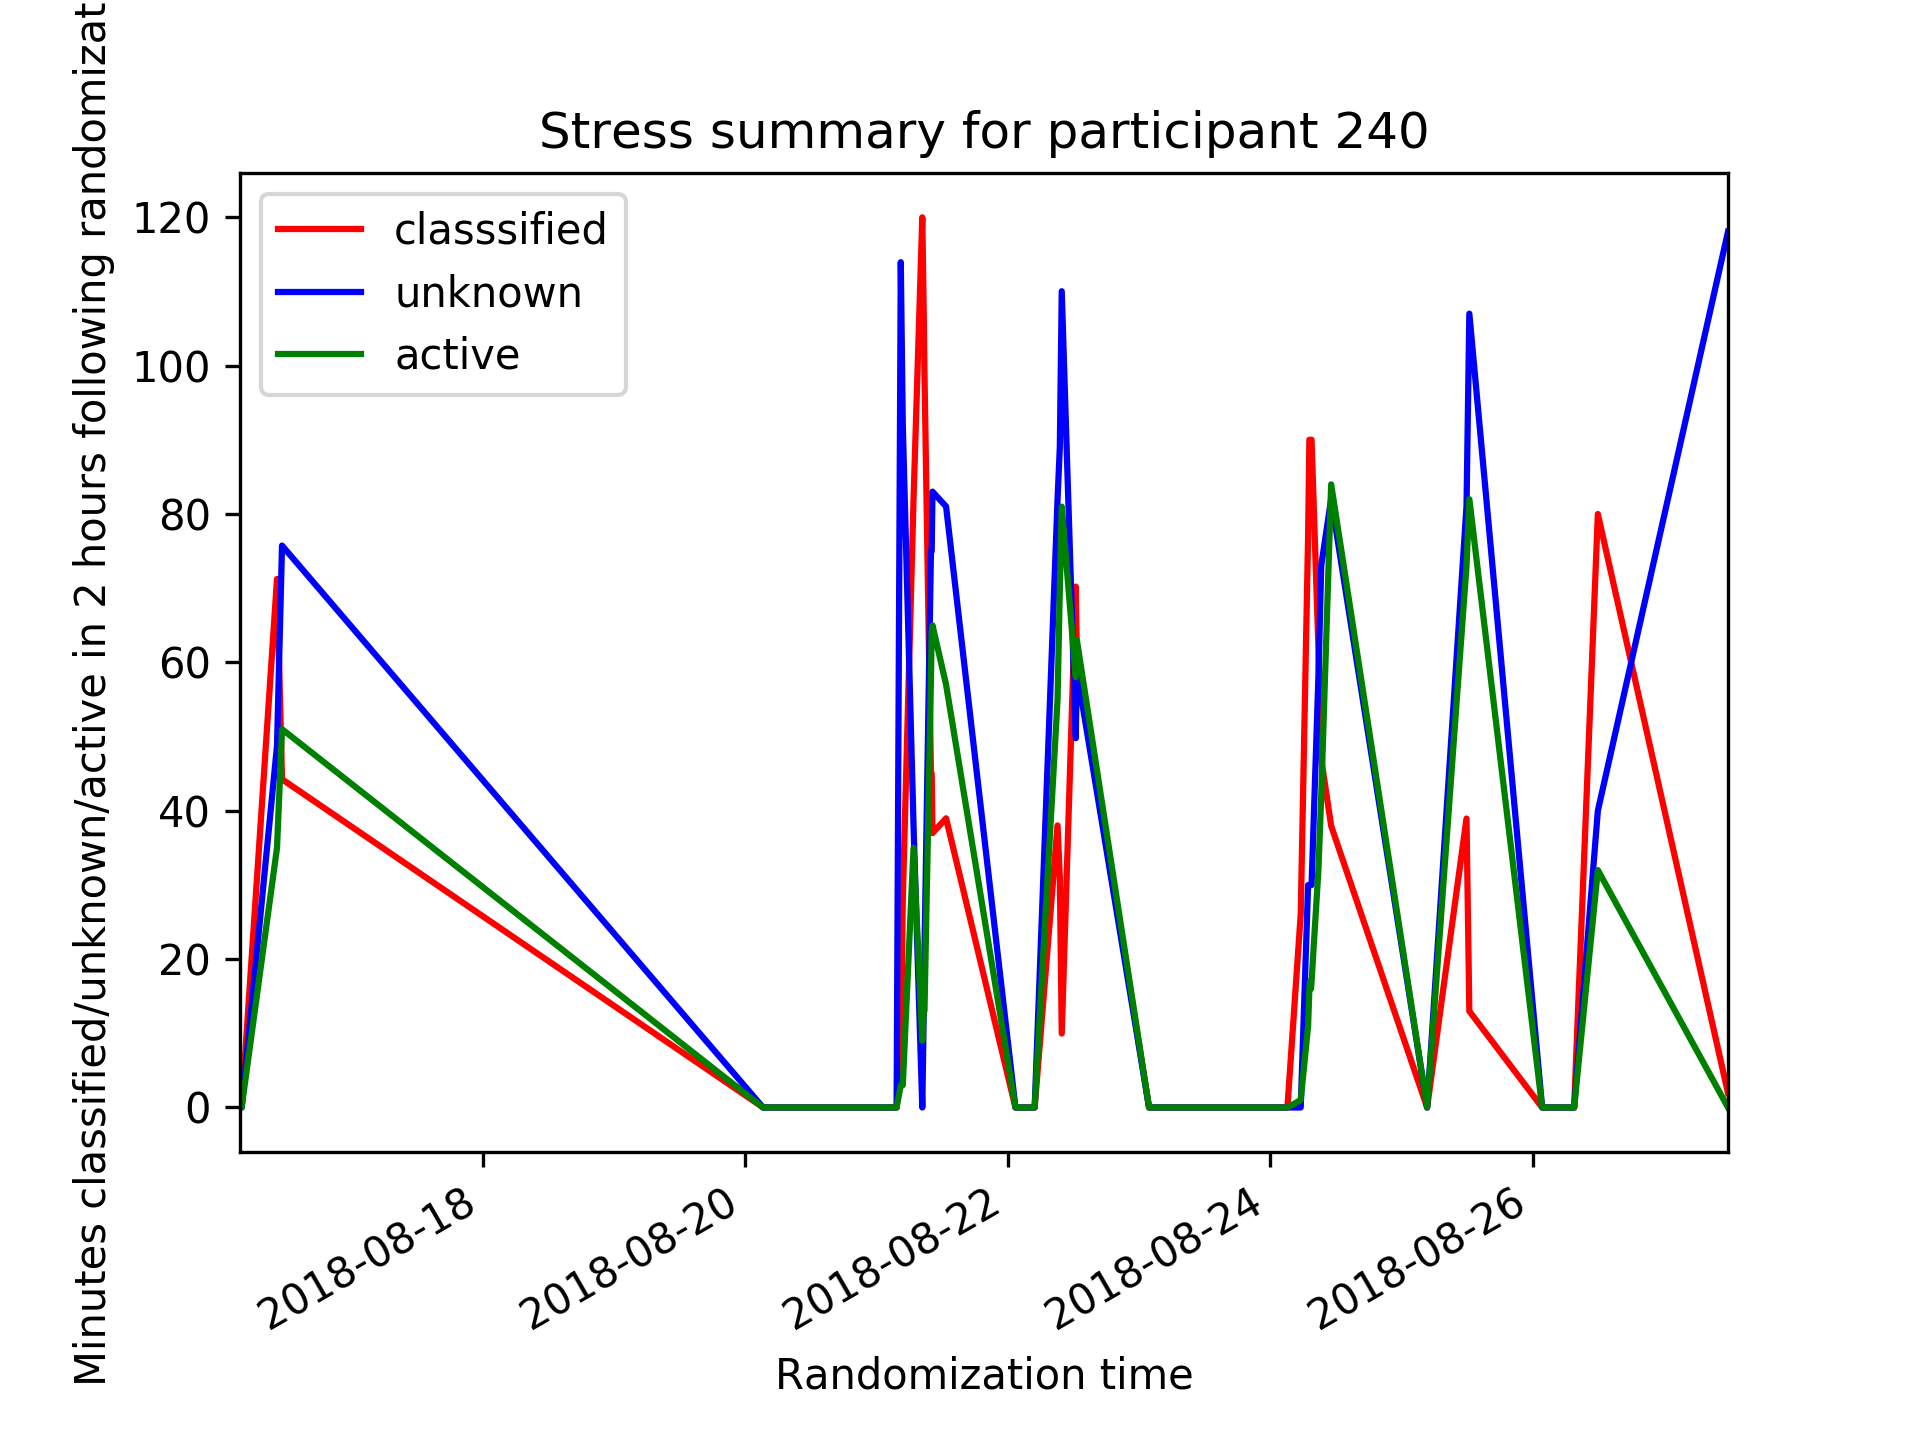 Stress summary for participant 240
Minutes classified/unknown/active in 2 hours following
classsified
unknown
active
120
100
80
60
40
20
0
2018-08-18
2018-08-20
2018-08-22
2018-08-24
2018-08-26
Randomization time